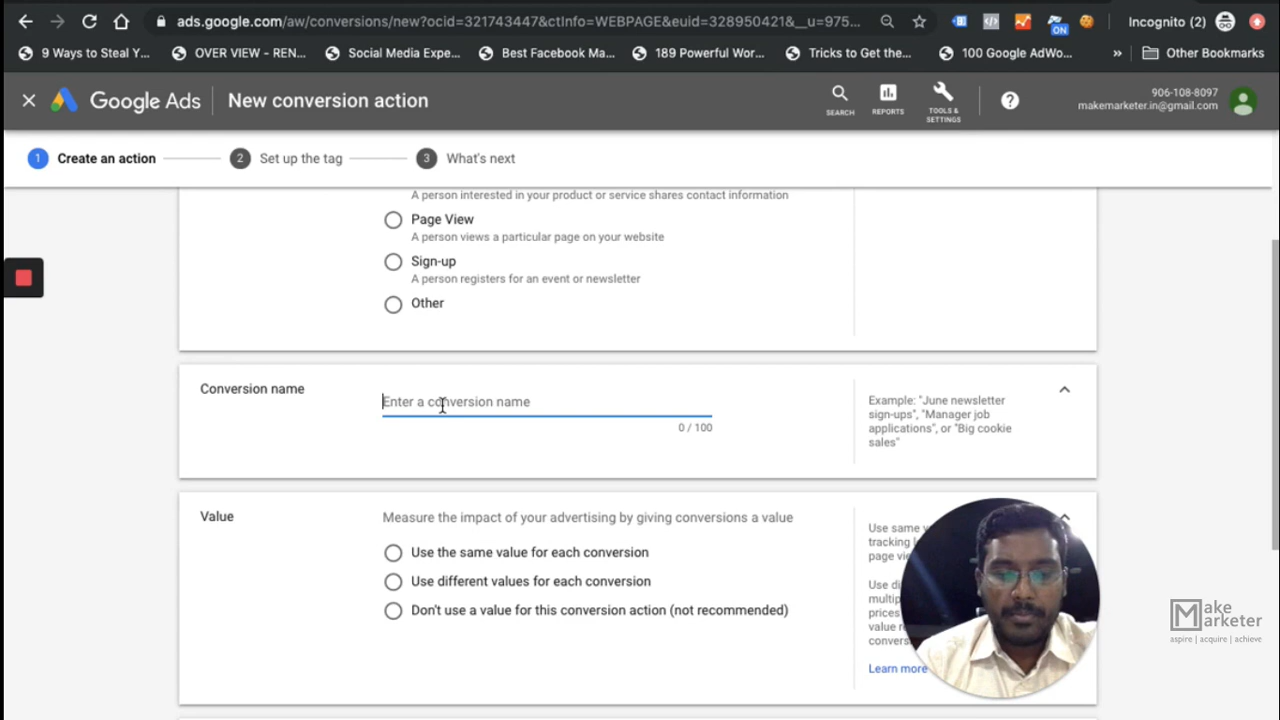 ads.google.com/aw/conversions/new?ocid=321743447&ctInfo=WEBPAGE&euid=328950421&__u=975...
Incognito (2)
ON
9 Ways to Steal Y...
OVER VIEW – REN...
Social Media Expe...
Best Facebook Ma...
189 Powerful Wor...
Tricks to Get the...
100 Google AdWo...
»
Other Bookmarks
Google Ads
New conversion action
SEARCH
REPORTS
TOOLS & SETTINGS
906-108-8097
makemarketer.in@gmail.com
1 Create an action
2 Set up the tag
3 What's next
A person interested in your product or service shares contact information
Page View
A person views a particular page on your website
Sign-up
A person registers for an event or newsletter
Other
Conversion name
Enter a conversion name
0 / 100
Example: "June newsletter
sign-ups", "Manager job
applications", or "Big cookie
sales"
Value
Measure the impact of your advertising by giving conversions a value
Use the same value for each conversion
Use different values for each conversion
Don't use a value for this conversion action (not recommended)
Use same
tracking
page
Use
prices
value
Learn more
Make
Marketer
aspire | acquire | achieve